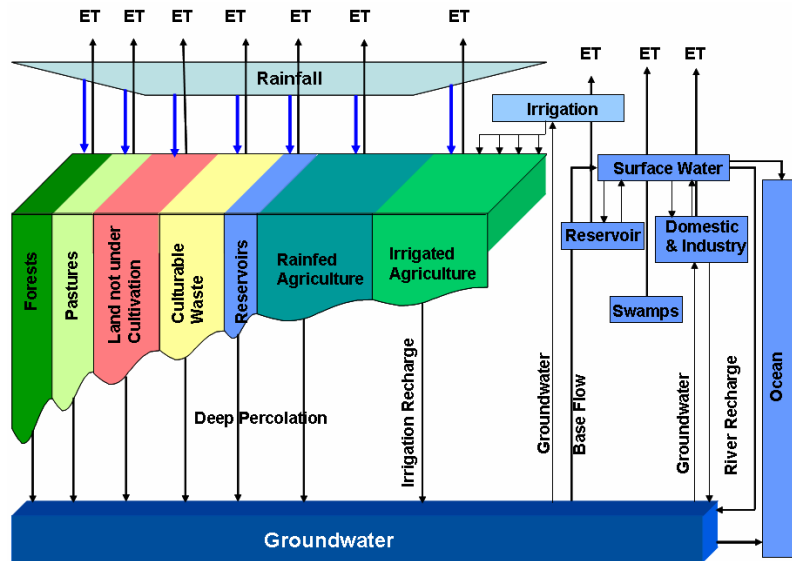 ET ET ET ET ET ET ET
ET ET ET
Rainfall
Irrigation
Surface Water
Reservoir
Domestic
& Industry
Swamps
Ocean
Forests
Pastures
Land not under
Cultivation
Culturable
Waste
Reservoirs
Rainfed
Agriculture
Irrigated
Agriculture
Deep Percolation
Irrigation Recharge
Groundwater
Base Flow
Groundwater
River Recharge
Groundwater